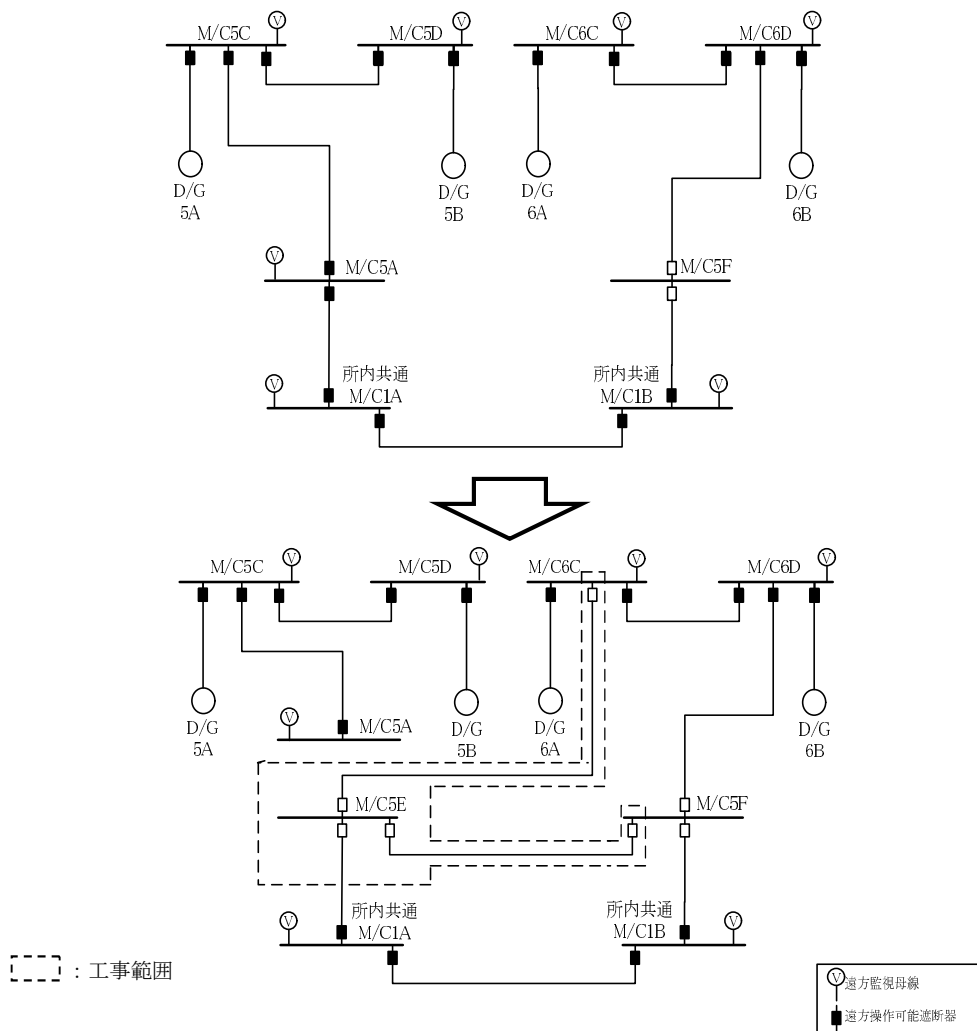 M/C5C
M/C5D
M/C6C
M/C6D
V
V
V
V
D/G
5A
D/G
5B
D/G
6A
D/G
6B
V
M/C5A
M/C5F
所内共通
M/C1A
所内共通
M/C1B
V
V
M/C5C
M/C5D
M/C6C
M/C6D
V
V
V
V
D/G
5A
D/G
5B
D/G
6A
D/G
6B
V
M/C5A
M/C5E
M/C5F
所内共通
M/C1A
所内共通
M/C1B
V
V
：工事範囲
V
遠方監視母線
遠方操作可能遮断器